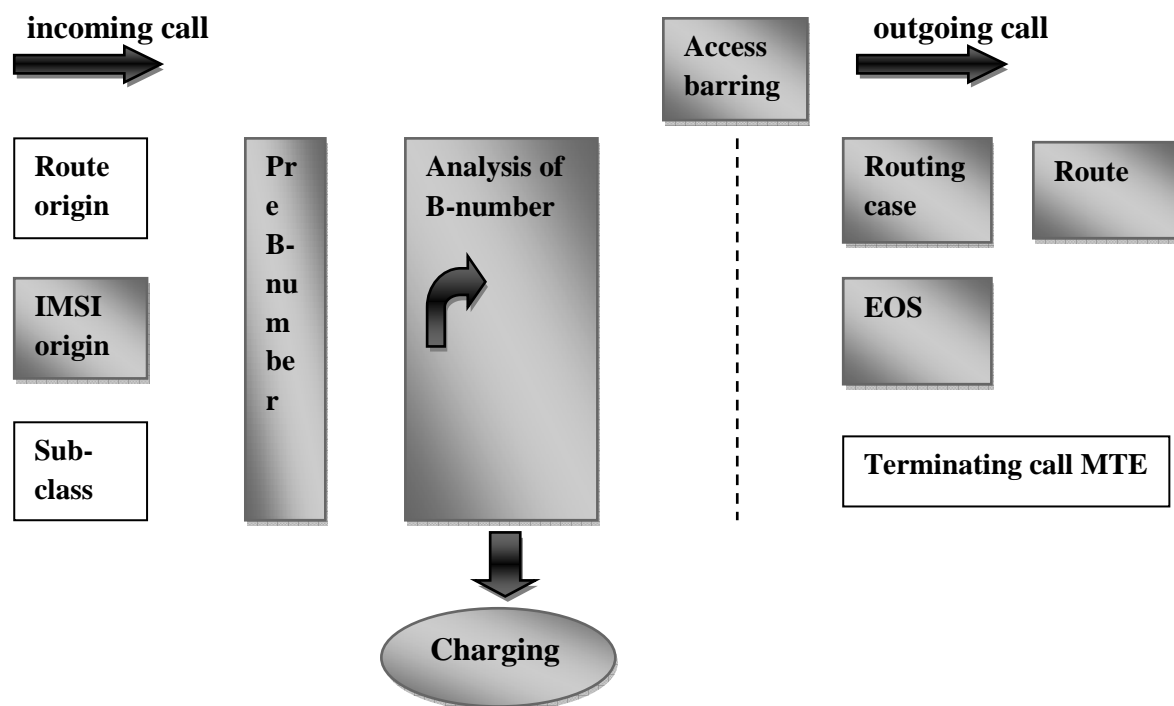 incoming call
Access
barring
outgoing call
Route
origin
Pr
e
B-
nu
m
be
r
Analysis of
B-number
Routing
case
Route
IMSI
origin
EOS
Sub-
class
Terminating call MTE
Charging